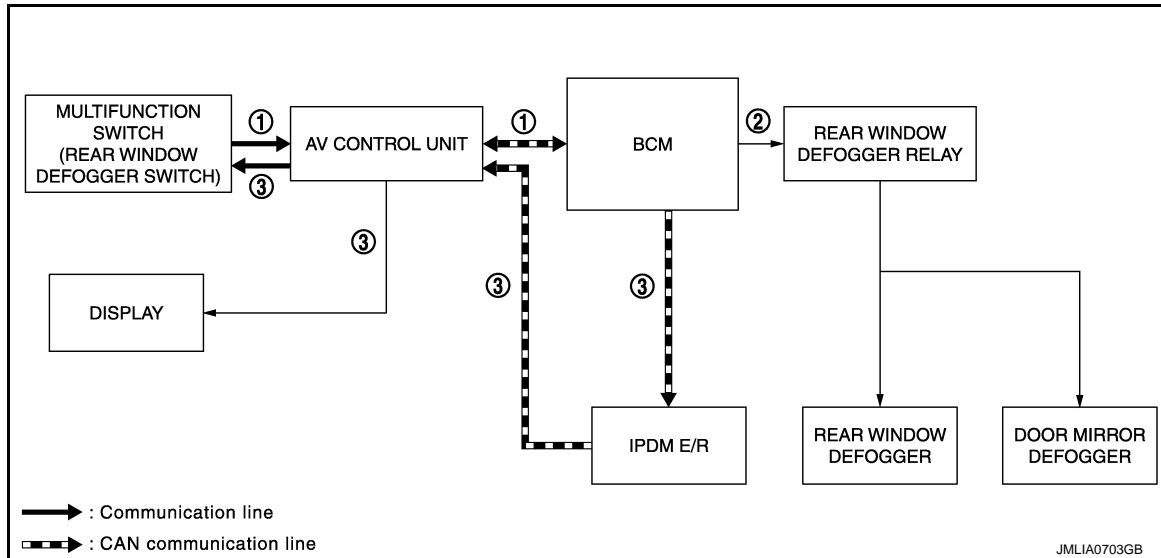 MULTIFUNCTION
SWITCH
(REAR WINDOW
DEFOGGER SWITCH)
①
③
AV CONTROL UNIT
①
BCM
②
REAR WINDOW
DEFOGGER RELAY
③
③
③
DISPLAY
IPDM E/R
REAR WINDOW
DEFOGGER
DOOR MIRROR
DEFOGGER
: Communication line
: CAN communication line
JMLIA0703GB